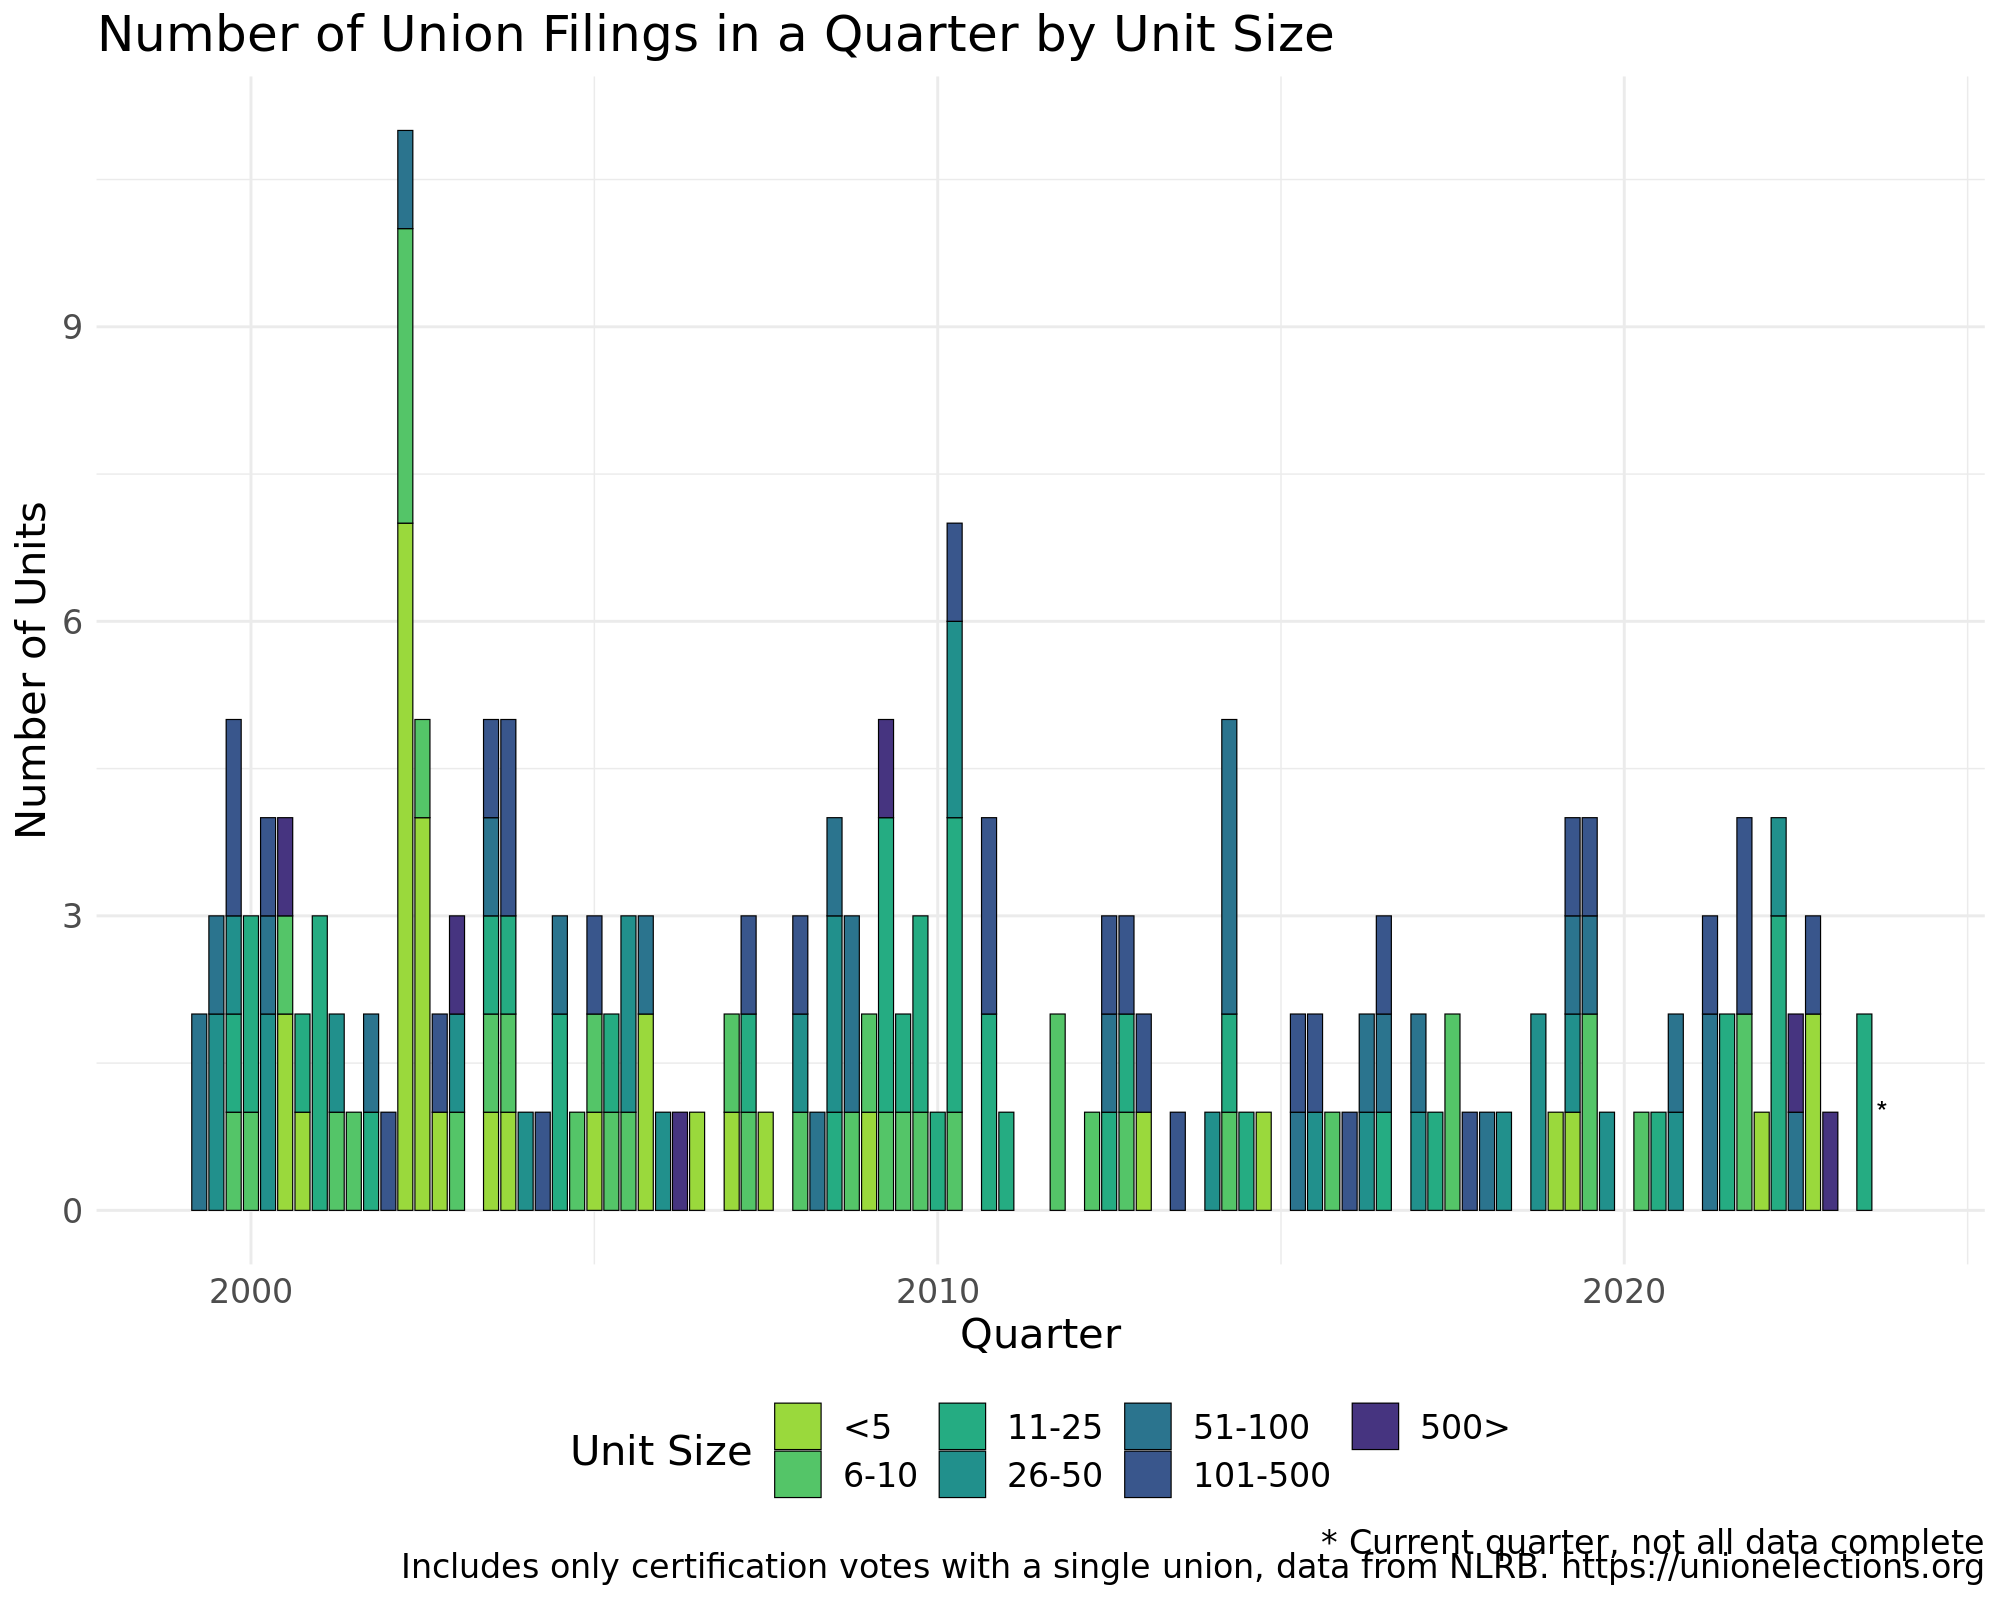 Number of Union Filings in a Quarter by Unit Size
Number of Units
9
6
3
0
*
2000 2010 2020
Quarter
Unit Size
<5 11-25 51-100 500>
6-10 26-50 101-500
* Current quarter, not all data complete
Includes only certification votes with a single union, data from NLRB. https://unionelections.org